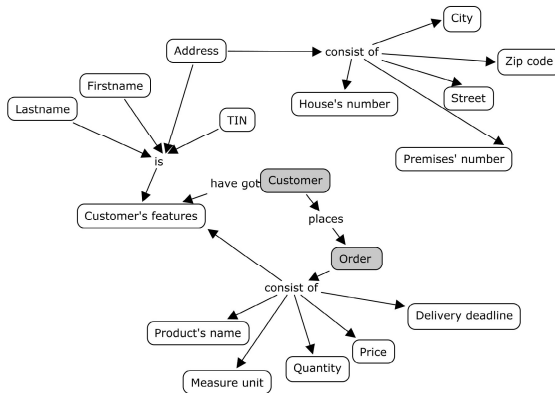 City
Address
consist of
Zip code
Firstname
Street
House's number
Lastname
TIN
Premises' number
is
have got
Customer
Customer's features
places
Order
consist of
Delivery deadline
Product's name
Price
Quantity
Measure unit